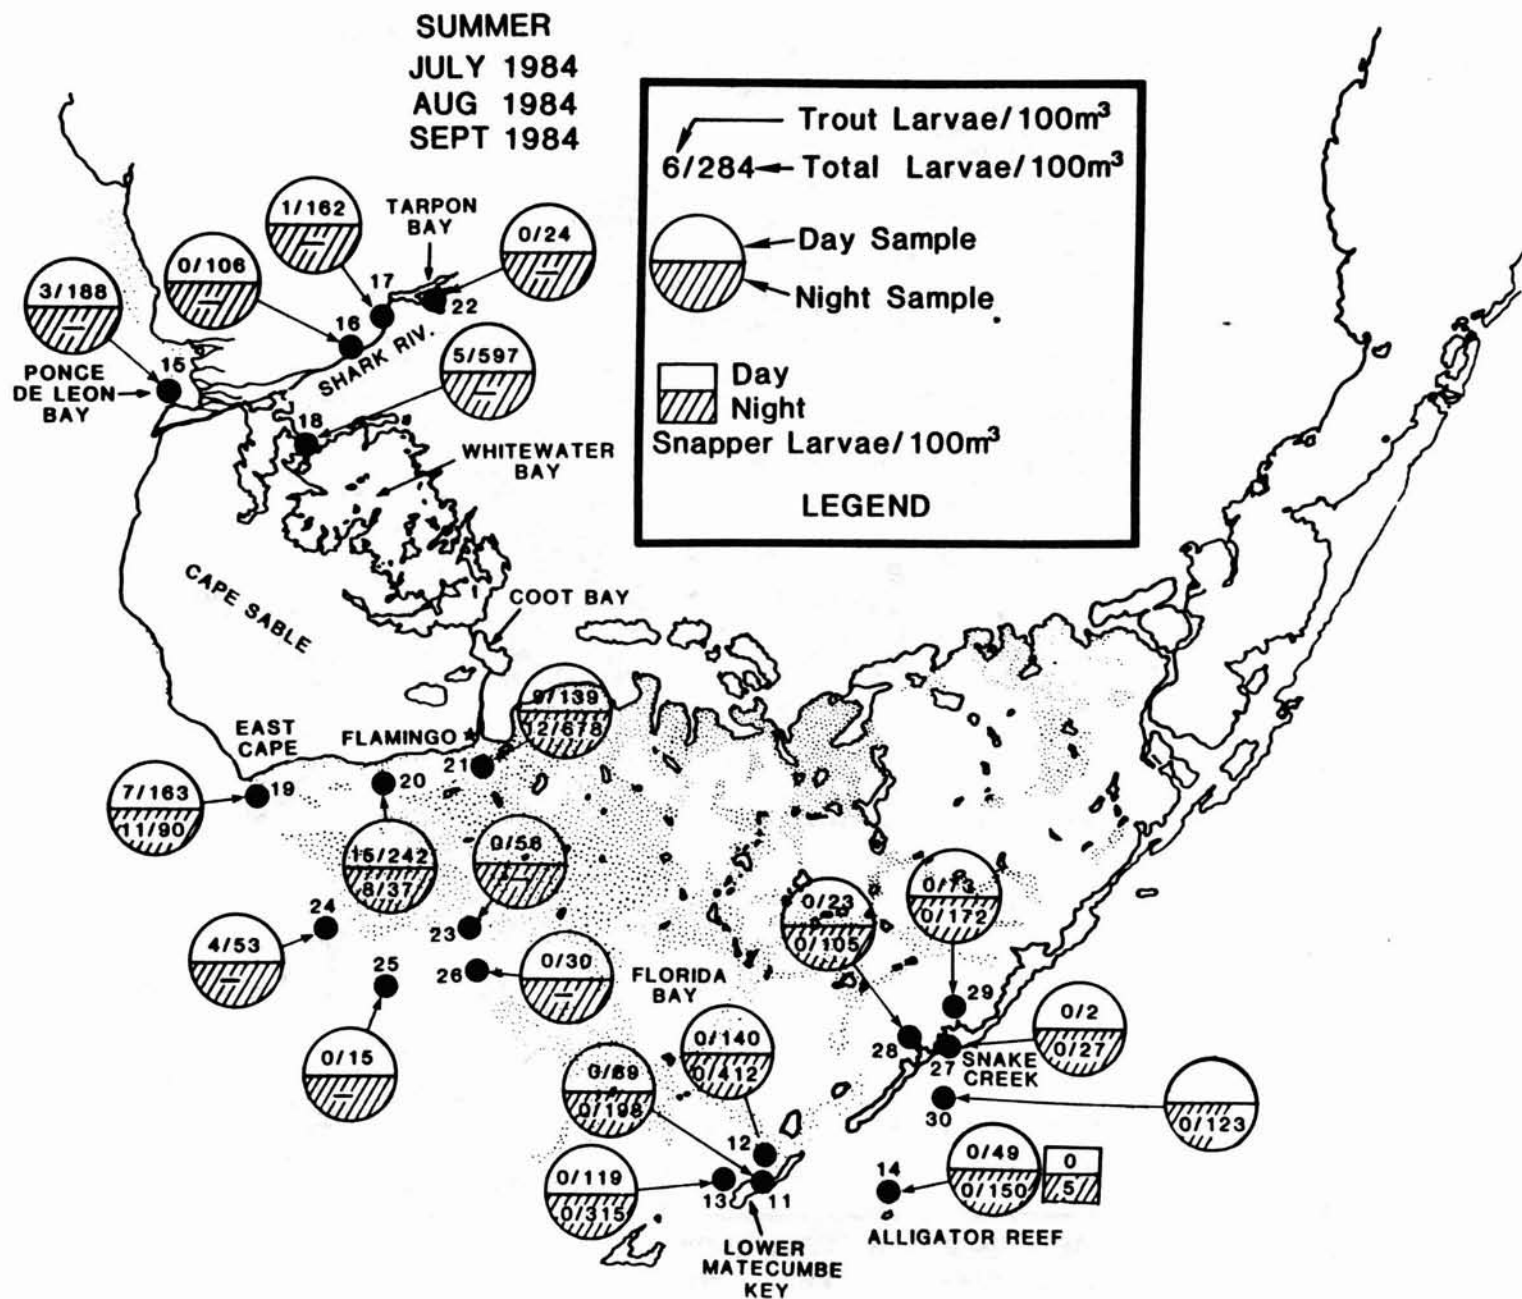 SUMMER
JULY 1984
AUG 1984
SEPT 1984
Trout Larvae/100m³
6/284
Total Larvae/100m³
Day Sample
Night Sample
Day
Night
Snapper Larvae/100m³
LEGEND
1/162
–
TARPON
BAY
0/24
–
0/106
–
17
22
3/188
–
16
SHARK RIV.
5/597
–
15
PONCE
DE LEON
BAY
18
WHITEWATER
BAY
CAPE SABLE
COOT BAY
9/139
2/678
EAST
CAPE
FLAMINGO
21
7/163
11/90
19
20
15/242
8/37
0/58
–
24
23
4/53
–
25
26
0/30
–
FLORIDA
BAY
0/15
–
0/23
0/105
0/73
0/172
29
28
27
SNAKE
CREEK
0/2
0/27
30
0/123
0/140
0/412
0/89
0/198
12
0/119
0/315
13
11
14
0/49
0/150
0
5
ALLIGATOR REEF
LOWER
MATECUMBE
KEY